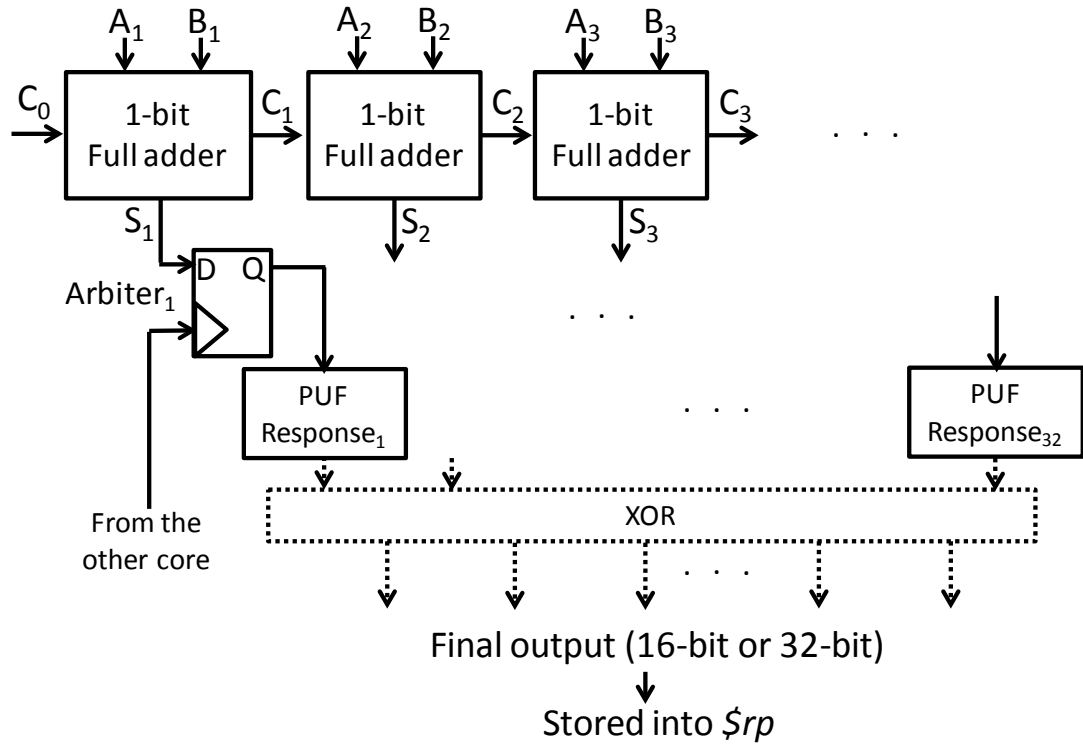 A₁ B₁ A₂ B₂ A₃ B₃
C₀ 1-bit Full adder C₁ 1-bit Full adder C₂ 1-bit Full adder C₃ . . .
S₁ S₂ S₃
D Q
Arbiter₁
. . .
PUF Response₁ . . . PUF Response₃₂
XOR
From the other core
. . .
Final output (16-bit or 32-bit)
Stored into $rp